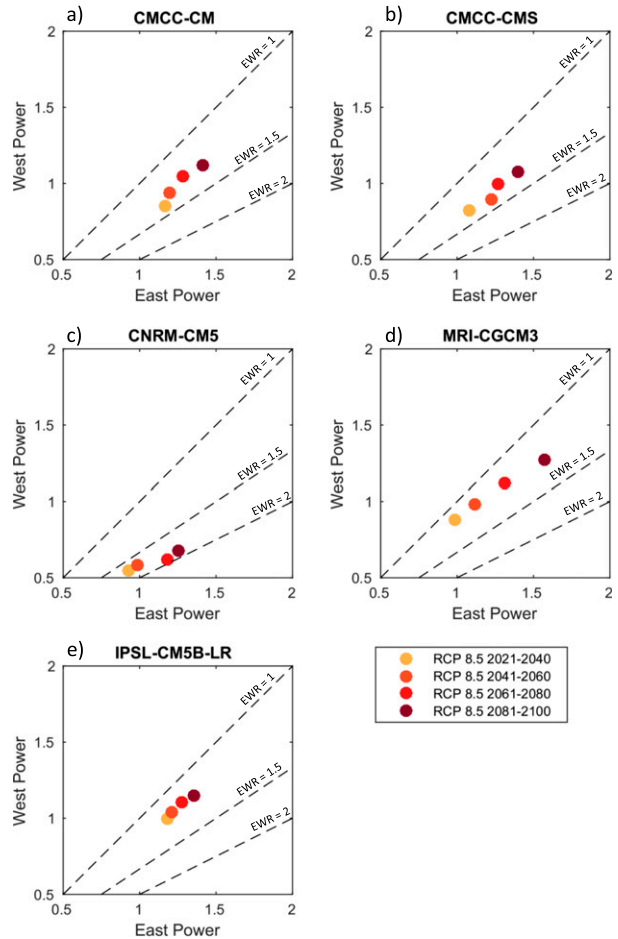 a) CMCC-CM
2
1.5
1
0.5
West Power
EWR = 1
EWR = 1.5
EWR = 2
0.5 1 1.5 2
East Power
b) CMCC-CMS
2
1.5
1
0.5
West Power
EWR = 1
EWR = 1.5
EWR = 2
0.5 1 1.5 2
East Power
c) CNRM-CM5
2
1.5
1
0.5
West Power
EWR = 1
EWR = 1.5
EWR = 2
0.5 1 1.5 2
East Power
d) MRI-CGCM3
2
1.5
1
0.5
West Power
EWR = 1
EWR = 1.5
EWR = 2
0.5 1 1.5 2
East Power
e) IPSL-CM5B-LR
2
1.5
1
0.5
West Power
EWR = 1
EWR = 1.5
EWR = 2
0.5 1 1.5 2
East Power
RCP 8.5 2021-2040
RCP 8.5 2041-2060
RCP 8.5 2061-2080
RCP 8.5 2081-2100